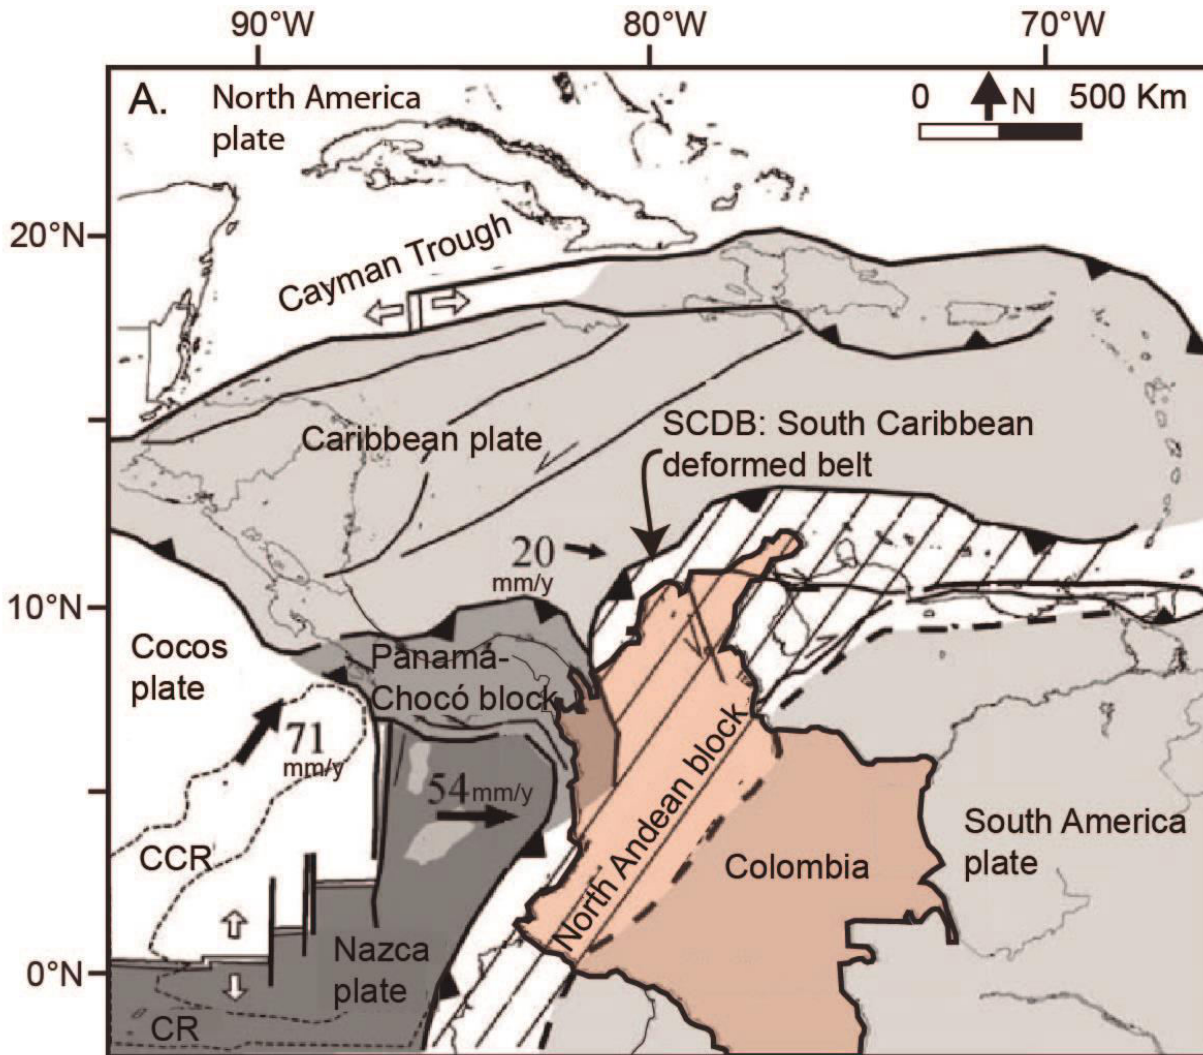 90°W 80°W 70°W
A. North America
plate
0 N 500 Km
20°N
Cayman Trough
Caribbean plate
SCDB: South Caribbean
deformed belt
20
mm/y
10°N
Cocos
plate
Panamá-
Chocó block
71
mm/y
54 mm/y
North Andean block
CCR
Colombia
South America
plate
Nazca
plate
0°N
CR